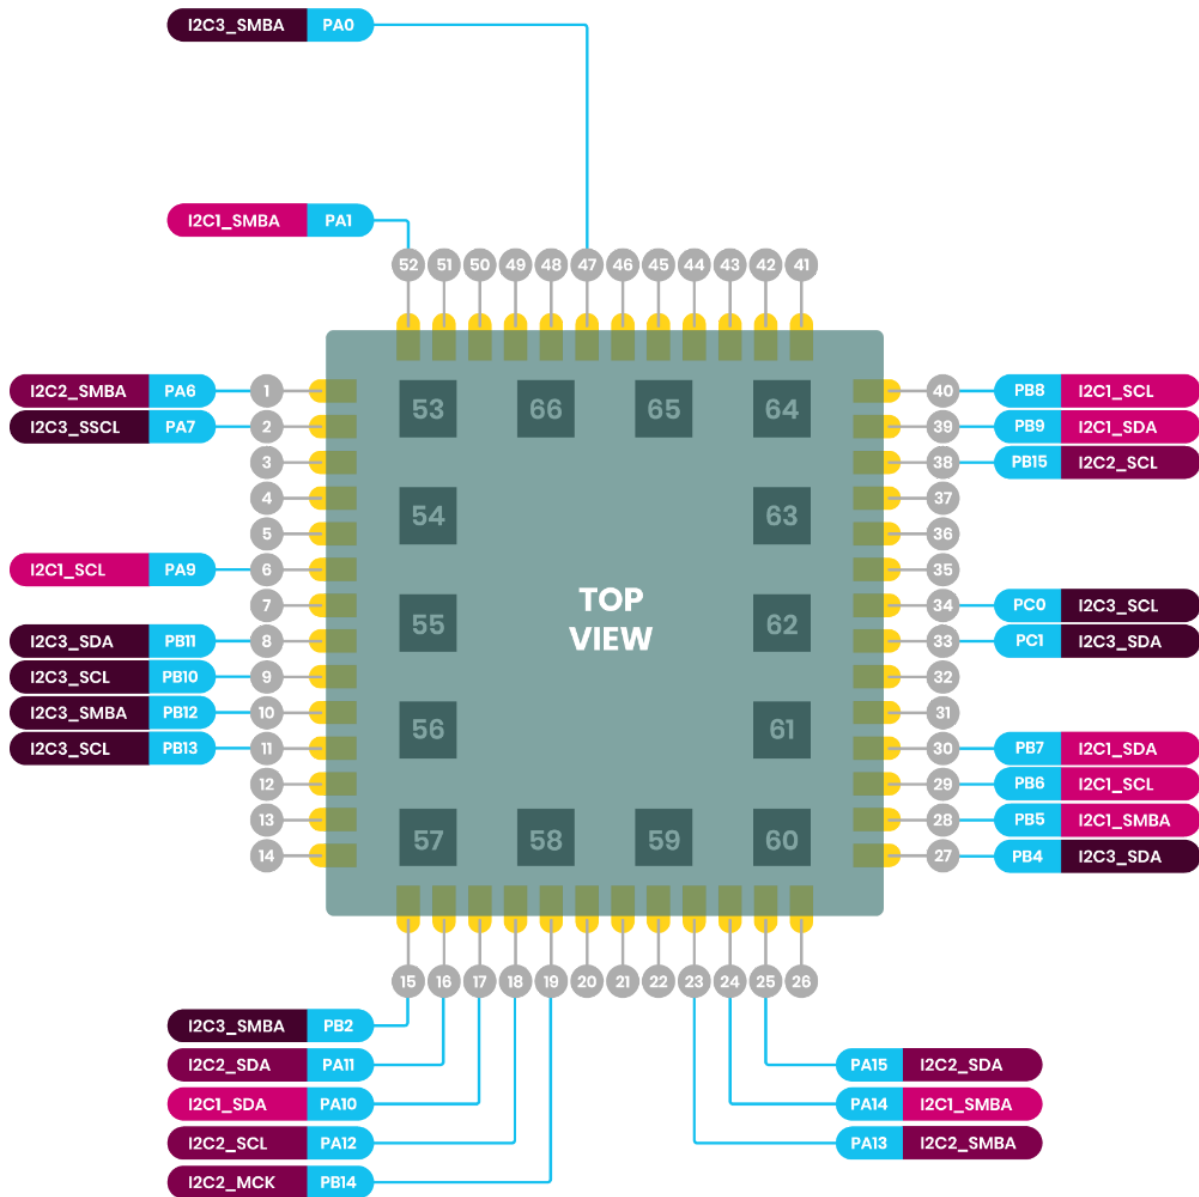 I2C3_SMBA PA0
I2C1_SMBA PA1
52 51 50 49 48 47 46 45 44 43 42 41
I2C2_SMBA PA6 1 53 66 65 64 40 PB8 I2C1_SCL
I2C3_SSCL PA7 2 39 PB9 I2C1_SDA
3 38 PB15 I2C2_SCL
4 54 63 37
5 36
I2C1_SCL PA9 6 35
7 34 PC0 I2C3_SCL
TOP
VIEW
55 62
I2C3_SDA PB11 8 33 PC1 I2C3_SDA
I2C3_SCL PB10 9 32
I2C3_SMBA PB12 10 56 61 31
I2C3_SCL PB13 11 30 PB7 I2C1_SDA
12 29 PB6 I2C1_SCL
13 57 58 59 60 28 PB5 I2C1_SMBA
14 27 PB4 I2C3_SDA
15 16 17 18 19 20 21 22 23 24 25 26
I2C3_SMBA PB2
I2C2_SDA PA11 PA15 I2C2_SDA
I2C1_SDA PA10 PA14 I2C1_SMBA
I2C2_SCL PA12 PA13 I2C2_SMBA
I2C2_MCK PB14